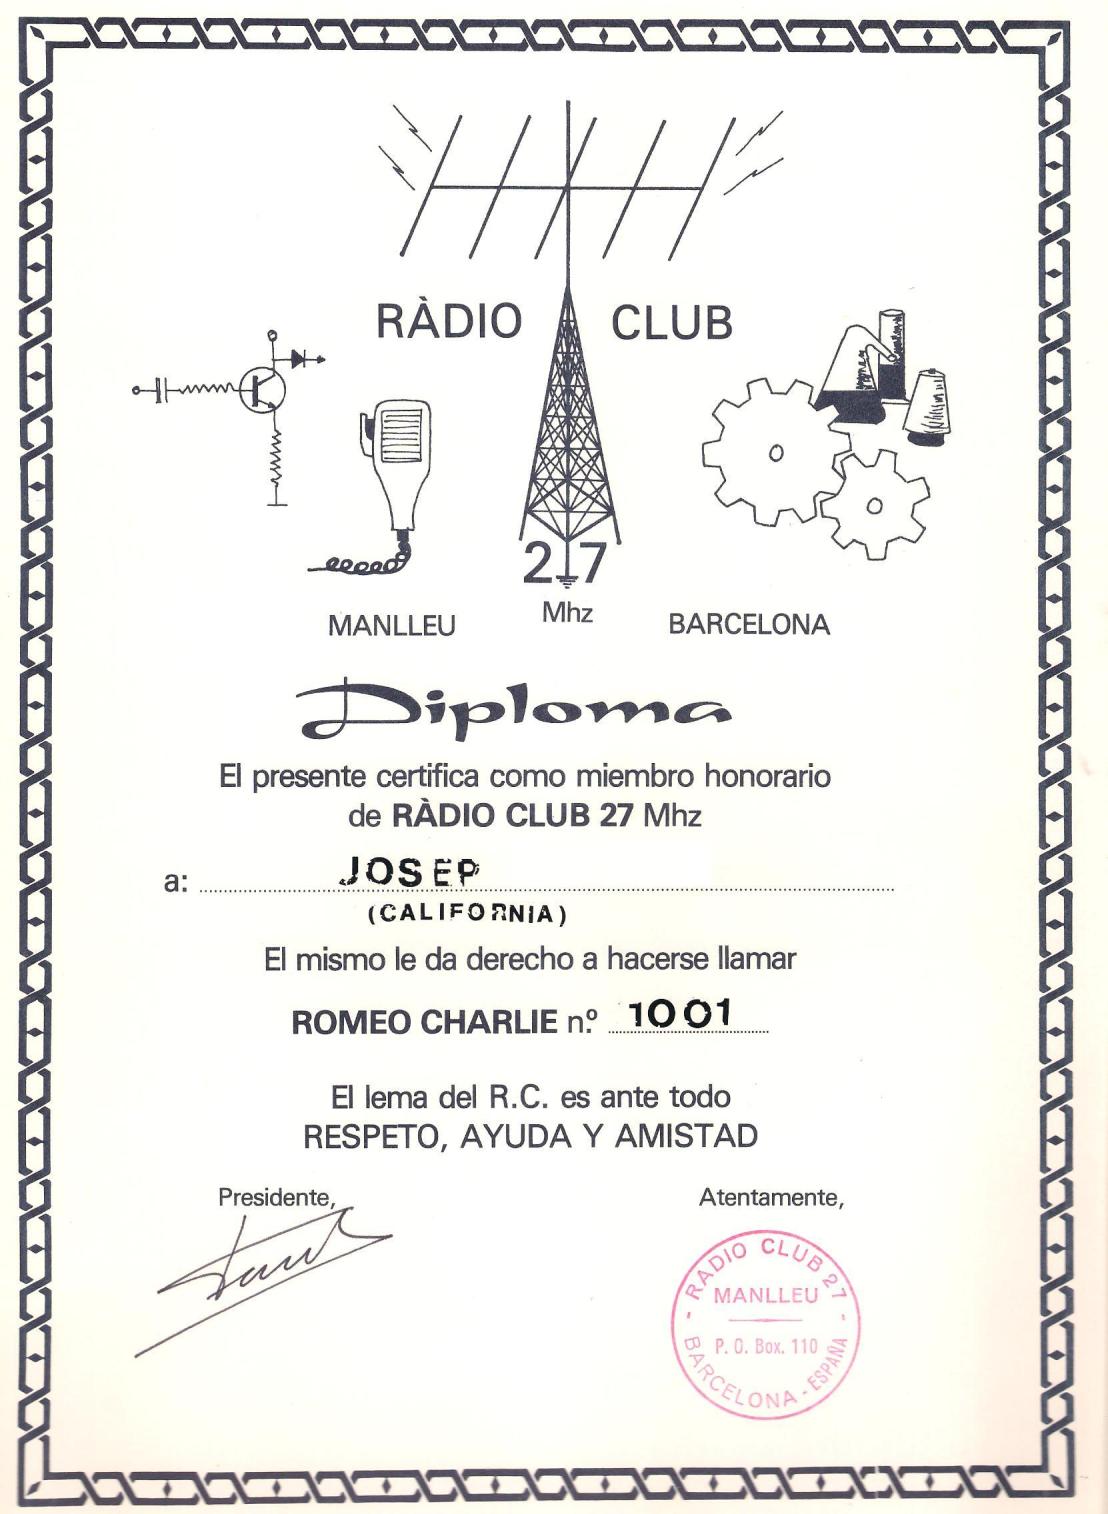 RÀDIO CLUB
27
Mhz
MANLLEU BARCELONA
Diploma
El presente certifica como miembro honorario
de RÀDIO CLUB 27 Mhz
a: JOSEP
(CALIFORNIA)
El mismo le da derecho a hacerse llamar
ROMEO CHARLIE n.º 1001
El lema del R.C. es ante todo
RESPETO, AYUDA Y AMISTAD
Presidente, Atentamente,
- RADIO CLUB 27 -
MANLLEU
P. O. Box. 110
BARCELONA - ESPAÑA